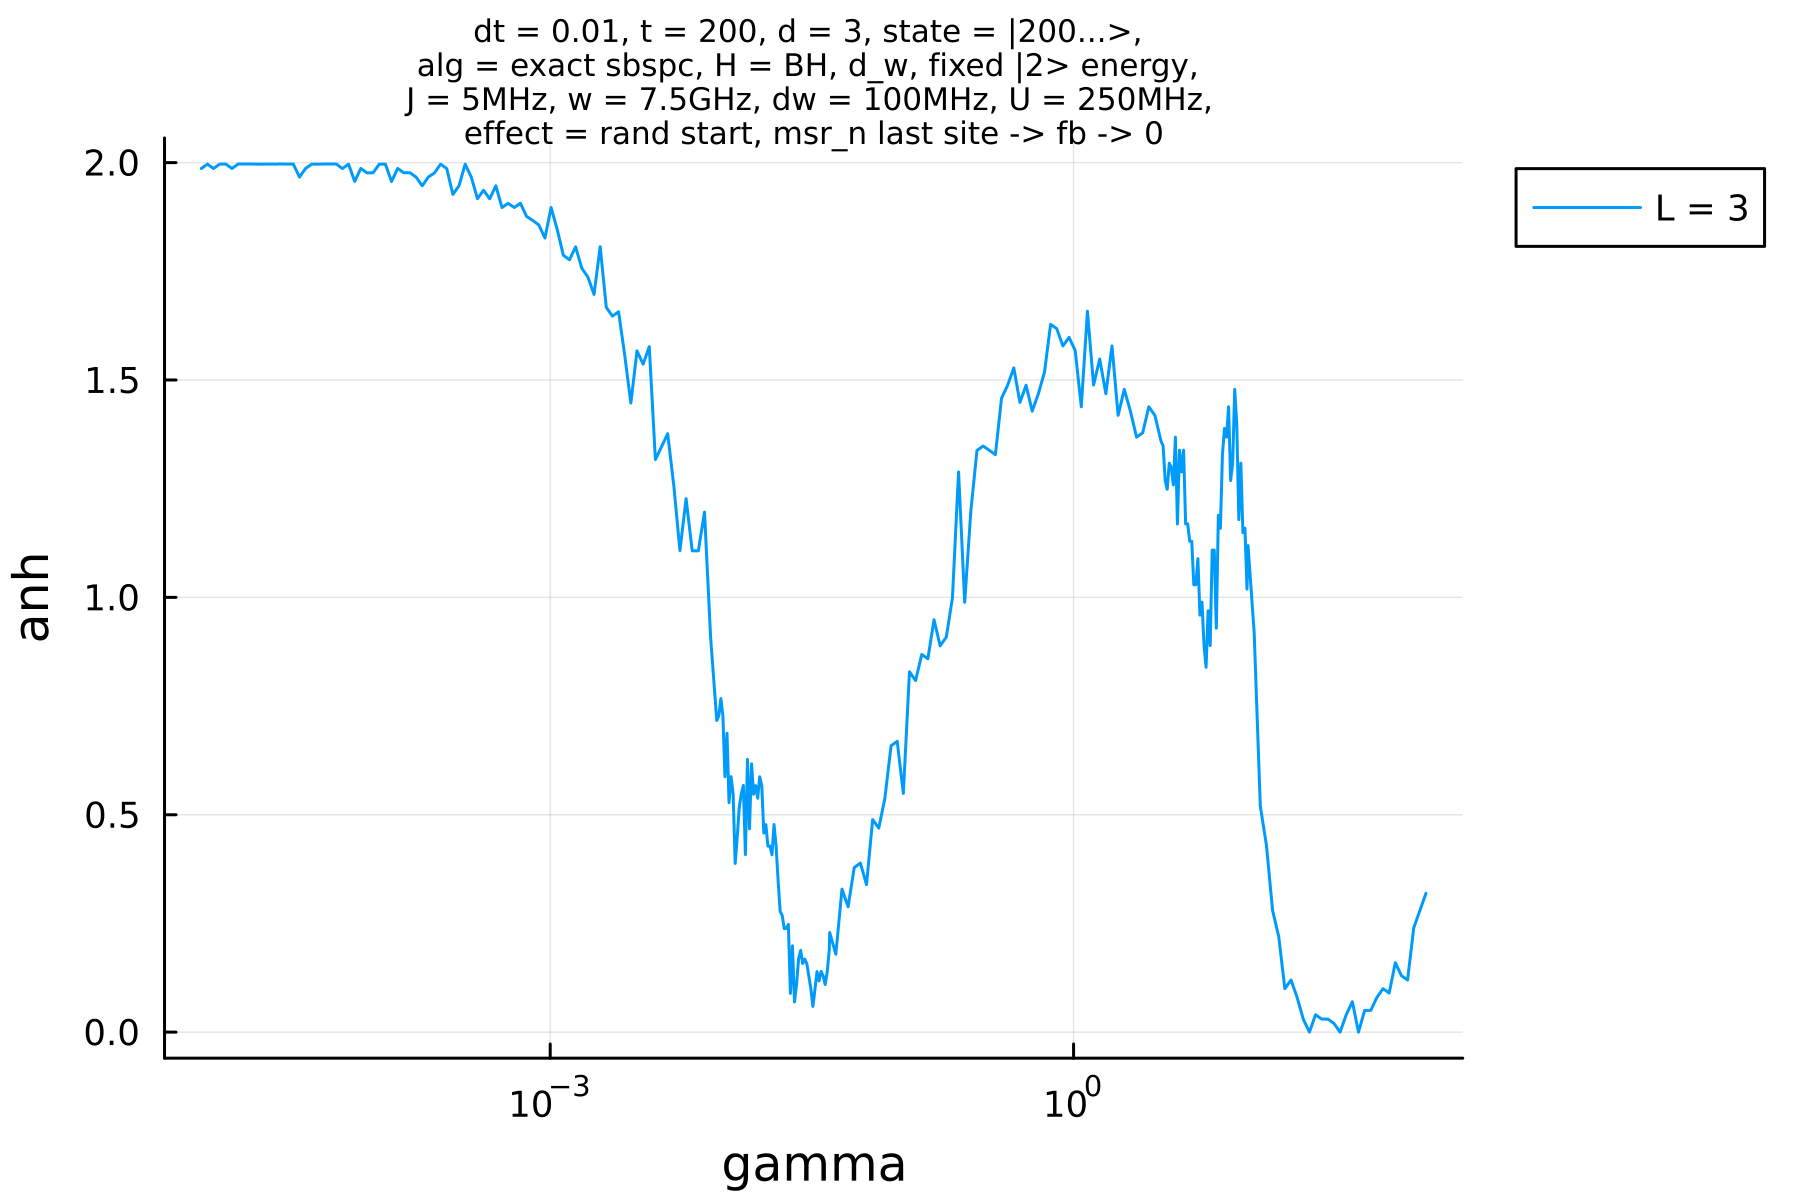 dt = 0.01, t = 200, d = 3, state = |200...>,
alg = exact sbspc, H = BH, d_w, fixed |2> energy,
J = 5MHz, w = 7.5GHz, dw = 100MHz, U = 250MHz,
effect = rand start, msr_n last site -> fb -> 0
2.0
1.5
1.0
0.5
0.0
anh
10⁻³
10⁰
gamma
L = 3